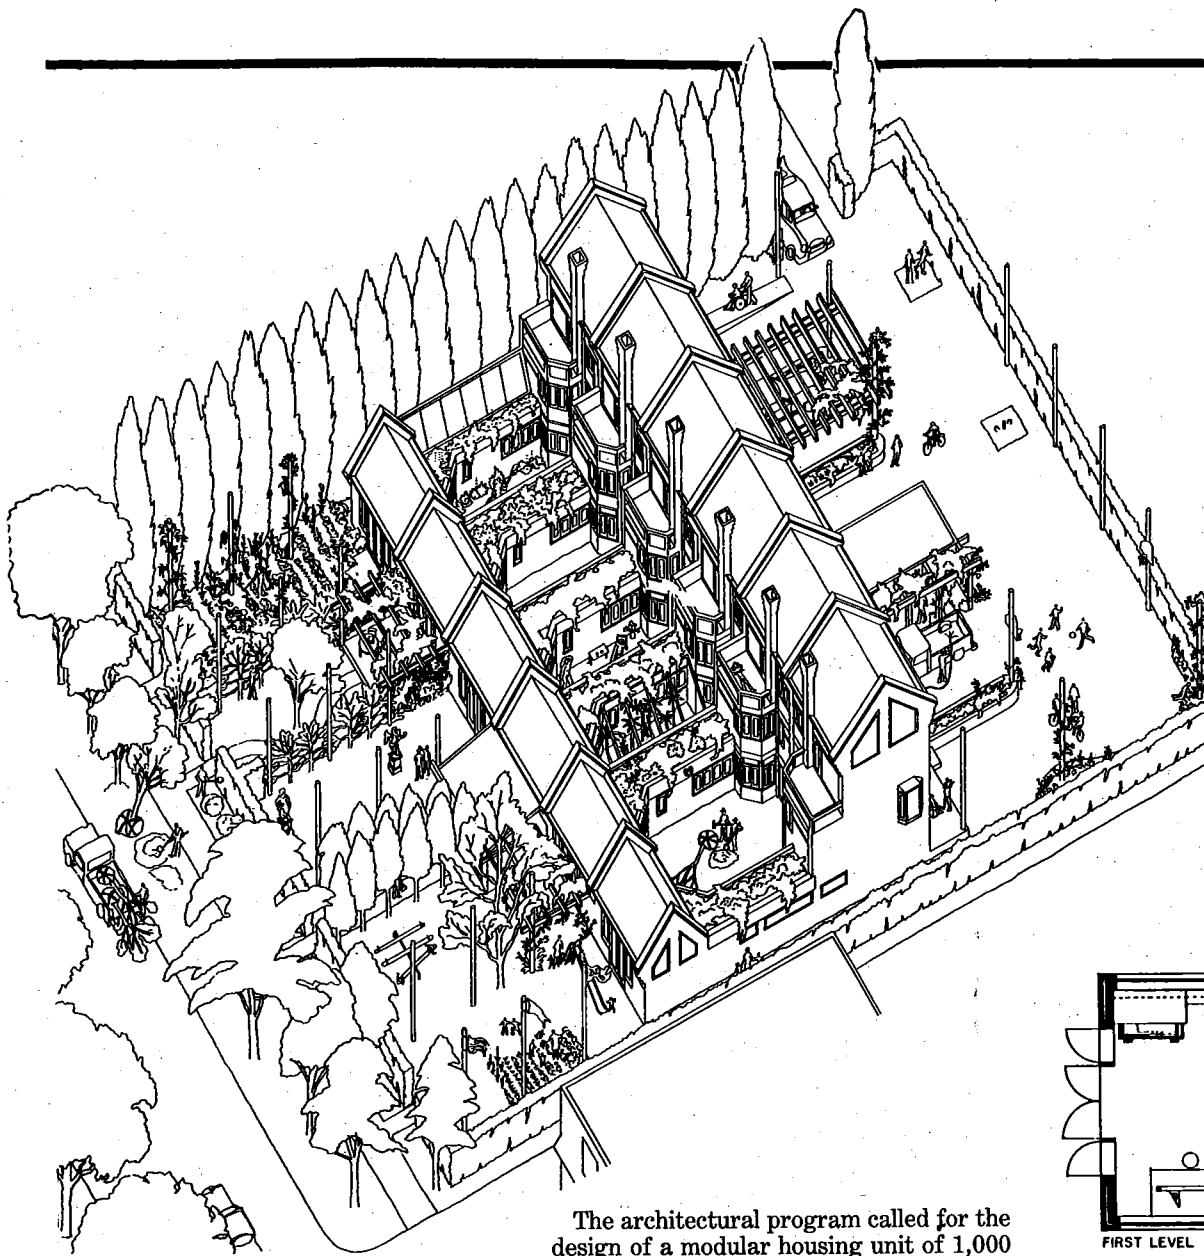 The architectural program called for the
design of a modular housing unit of 1,000
FIRST LEVEL